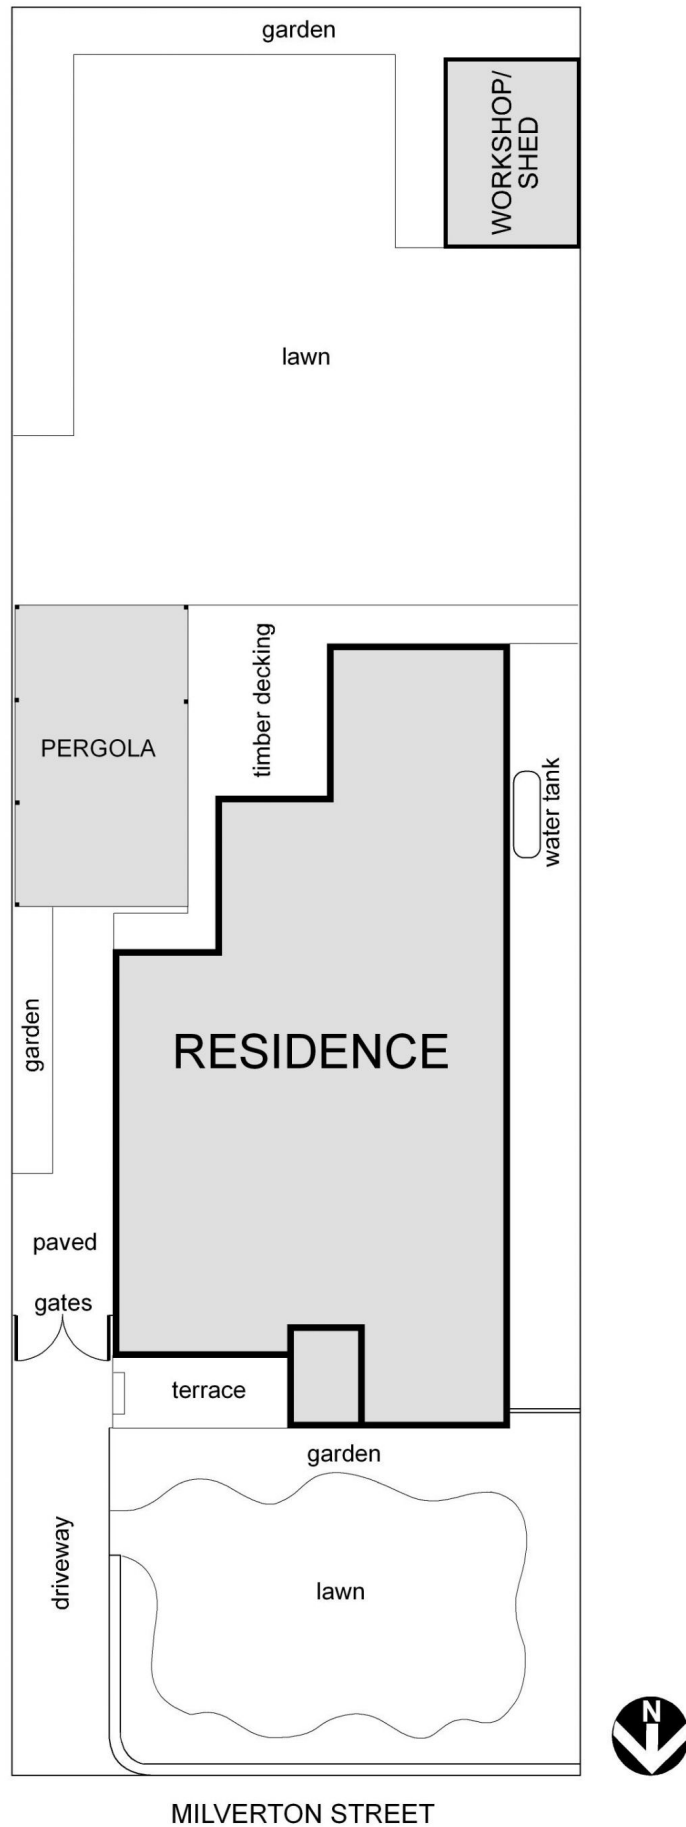 garden
WORKSHOP/
SHED
lawn
timber decking
PERGOLA
water tank
garden
RESIDENCE
paved
gates
terrace
garden
driveway
lawn
N
MILVERTON STREET